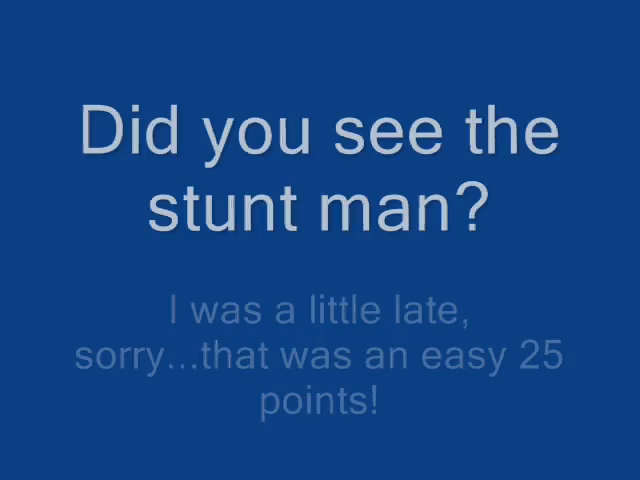 Did you see the
stunt man?
I was a little late,
sorry...that was an easy 25
points!